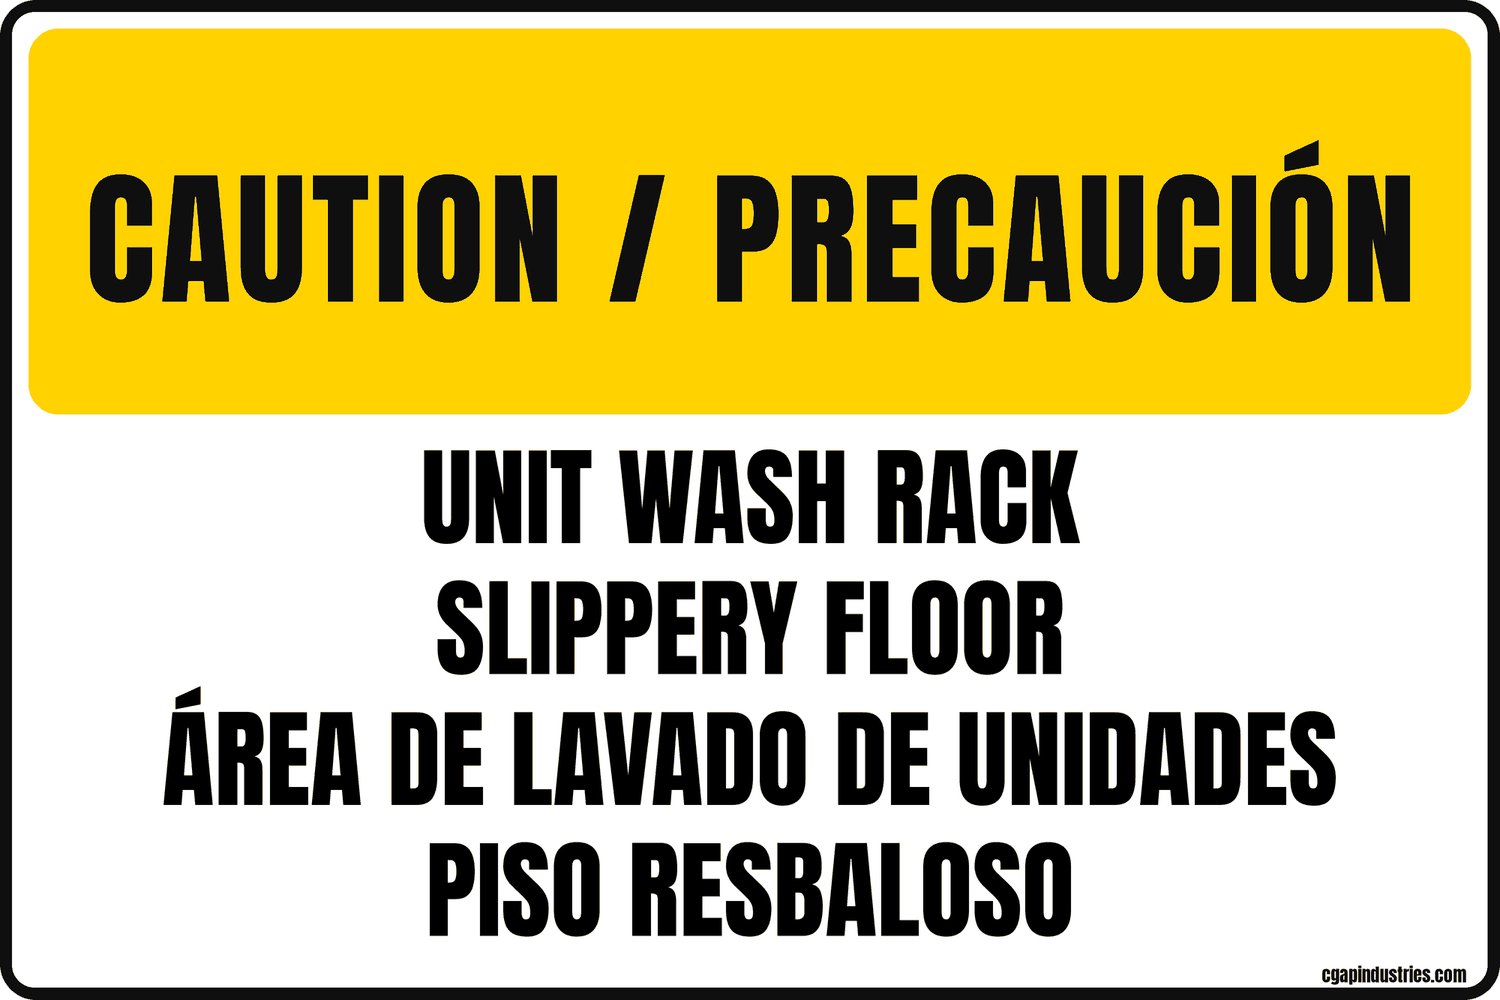 CAUTION / PRECAUCIÓN
UNIT WASH RACK
SLIPPERY FLOOR
ÁREA DE LAVADO DE UNIDADES
PISO RESBALOSO
cgapindustries.com